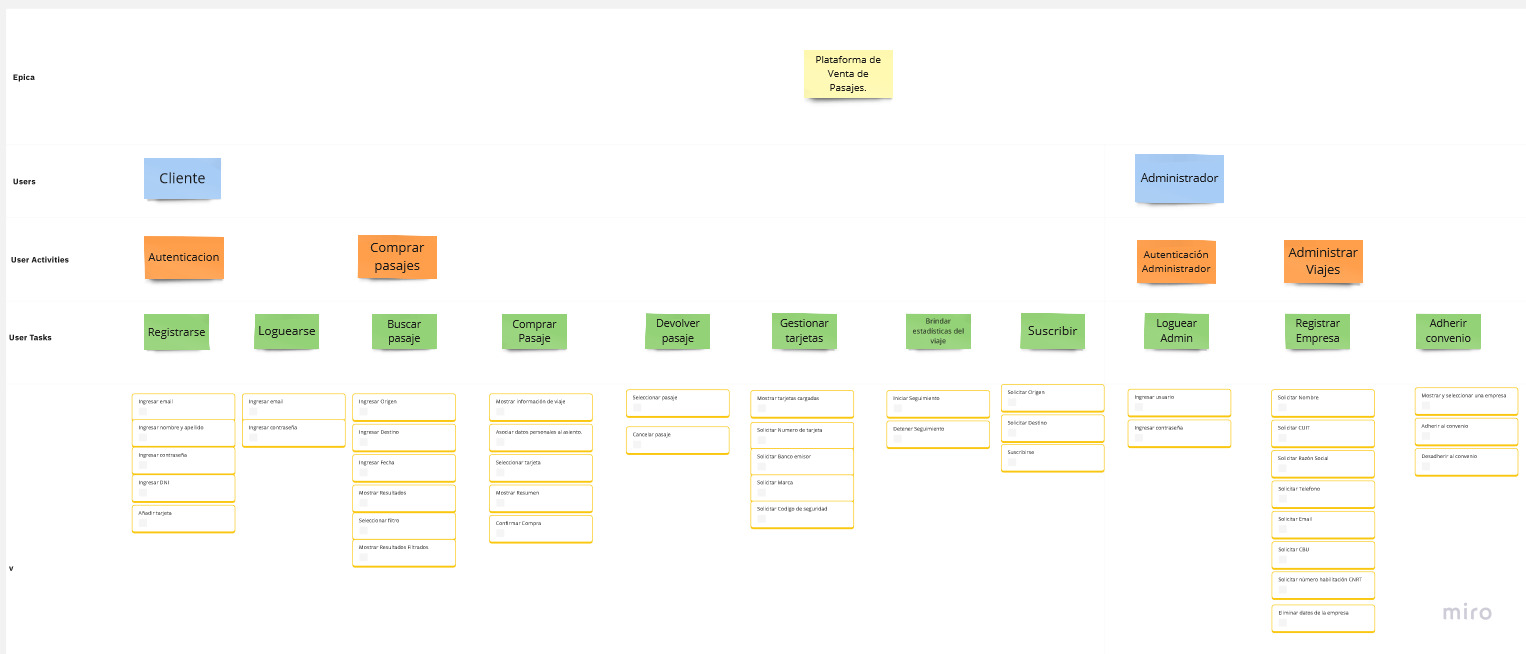 Epica
Plataforma de
Venta de
Pasajes.
Users
Cliente
Administrador
User Activities
Autenticacion
Comprar
pasajes
Autenticación
Administrador
Administrar
Viajes
User Tasks
Registrarse
Loguearse
Buscar
pasaje
Comprar
Pasaje
Devolver
pasaje
Gestionar
tarjetas
Brindar
estadísticas del
viaje
Suscribir
Loguear
Admin
Registrar
Empresa
Adherir
convenio
Ingresar email
Ingresar nombre y apellido
Ingresar contraseña
Ingresar DNI
Añadir tarjeta
Ingresar email
Ingresar contraseña
Ingresar Origen
Ingresar Destino
Ingresar Fecha
Mostrar Resultados
Seleccionar filtro
Mostrar Resultados Filtrados
Mostrar información de viaje
Asociar datos personales al asiento.
Seleccionar tarjeta
Mostrar Resumen
Confirmar Compra
Seleccionar pasaje
Cancelar pasaje
Mostrar tarjetas cargadas
Solicitar Numero de tarjeta
Solicitar Banco emisor
Solicitar Marca
Solicitar Codigo de seguridad
Iniciar Seguimiento
Detener Seguimiento
Solicitar Origen
Solicitar Destino
Suscribirse
Ingresar usuario
Ingresar contraseña
Solicitar Nombre
Solicitar CUIT
Solicitar Razón Social
Solicitar Telefono
Solicitar Email
Solicitar CBU
Solicitar número habilitación CNRT
Eliminar datos de la empresa
Mostrar y seleccionar una empresa
Adherir al convenio
Desadherir al convenio
v
miro